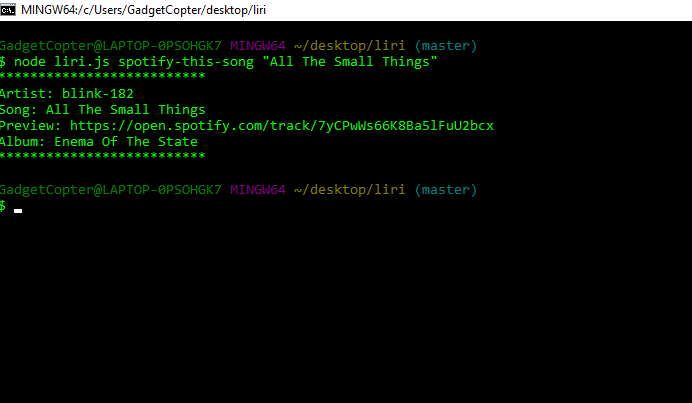 MINGW64:/c/Users/GadgetCopter/desktop/liri
GadgetCopter@LAPTOP-0PSOHGK7 MINGW64 ~/desktop/liri (master)
$ node liri.js spotify-this-song "All The Small Things"
**************************
Artist: blink-182
Song: All The Small Things
Preview: https://open.spotify.com/track/7yCPwWs66K8Ba5lFuU2bcx
Album: Enema Of The State
**************************
GadgetCopter@LAPTOP-0PSOHGK7 MINGW64 ~/desktop/liri (master)
$